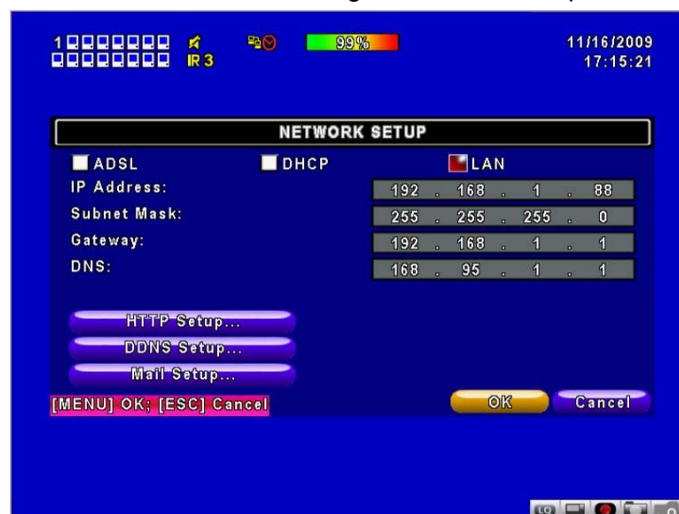 1 99% 11/16/2009
IR 3 17:15:21
NETWORK SETUP
ADSL DHCP LAN
IP Address: 192 . 168 . 1 . 88
Subnet Mask: 255 . 255 . 255 . 0
Gateway: 192 . 168 . 1 . 1
DNS: 168 . 95 . 1 . 1
HTTP Setup...
DDNS Setup...
Mail Setup...
[MENU] OK; [ESC] Cancel OK Cancel